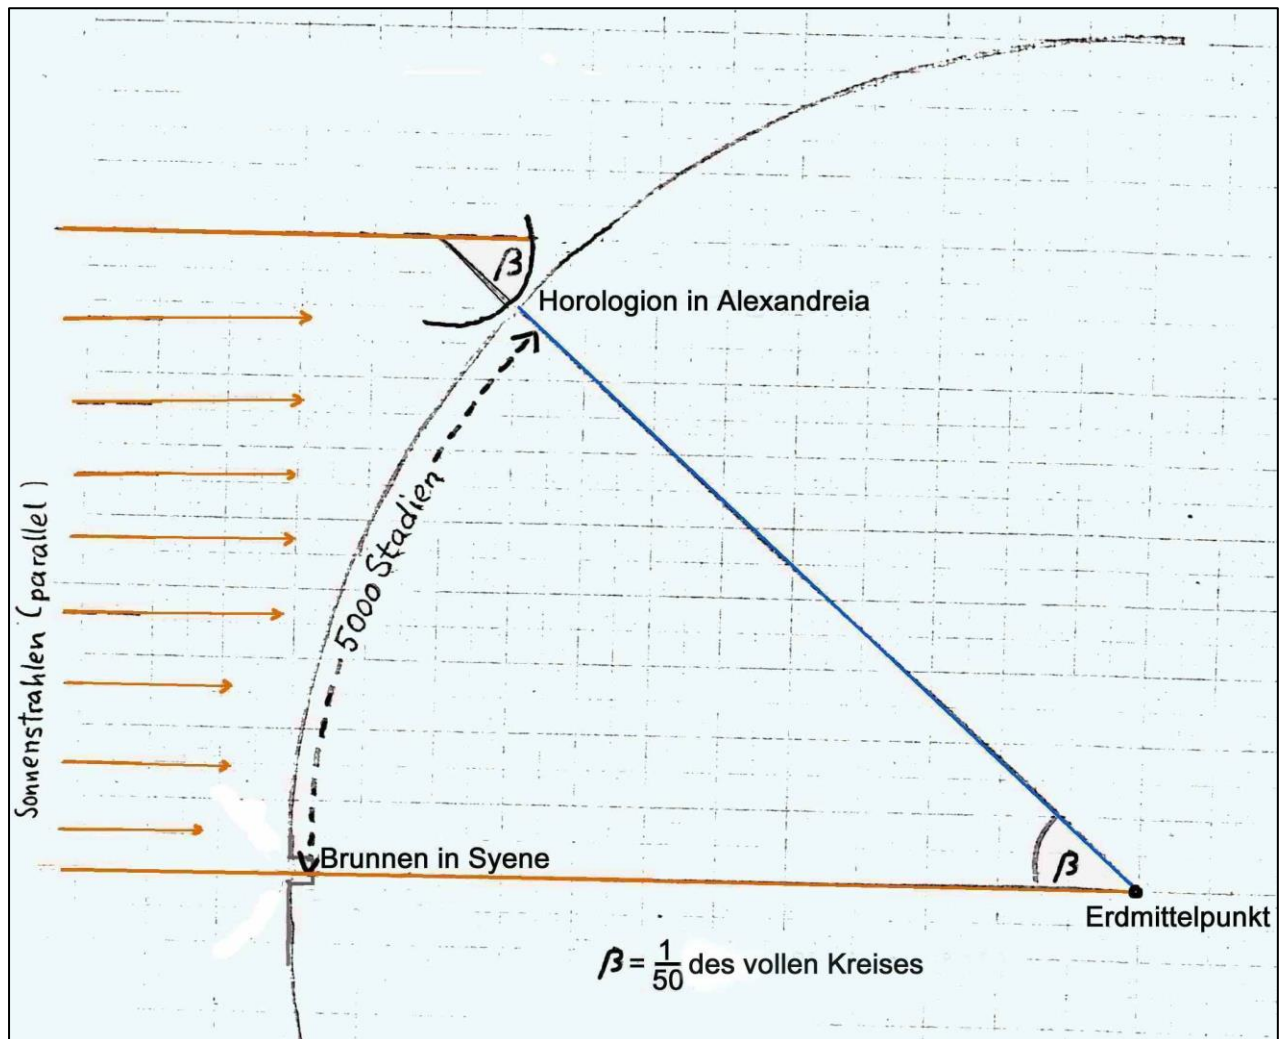 β
Horologion in Alexandreia
5000 Stadien
Sonnenstrahlen (parallel)
Brunnen in Syene
β
Erdmittelpunkt
β = 1/50 des vollen Kreises